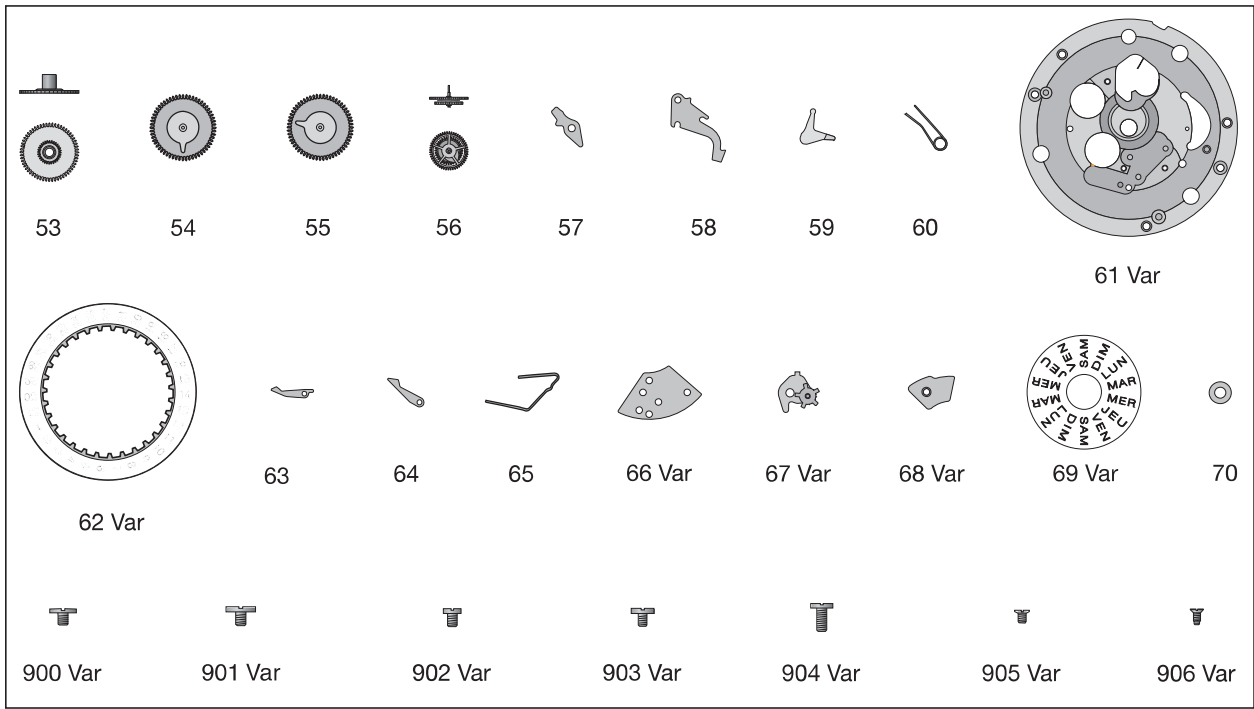 53 54 55 56 57 58 59 60
61 Var
SAM DIM LUN MAR MER JEC VEN SAM DIM LUN MAR MER JEC VEN
63 64 65 66 Var 67 Var 68 Var 69 Var 70
62 Var
900 Var 901 Var 902 Var 903 Var 904 Var 905 Var 906 Var